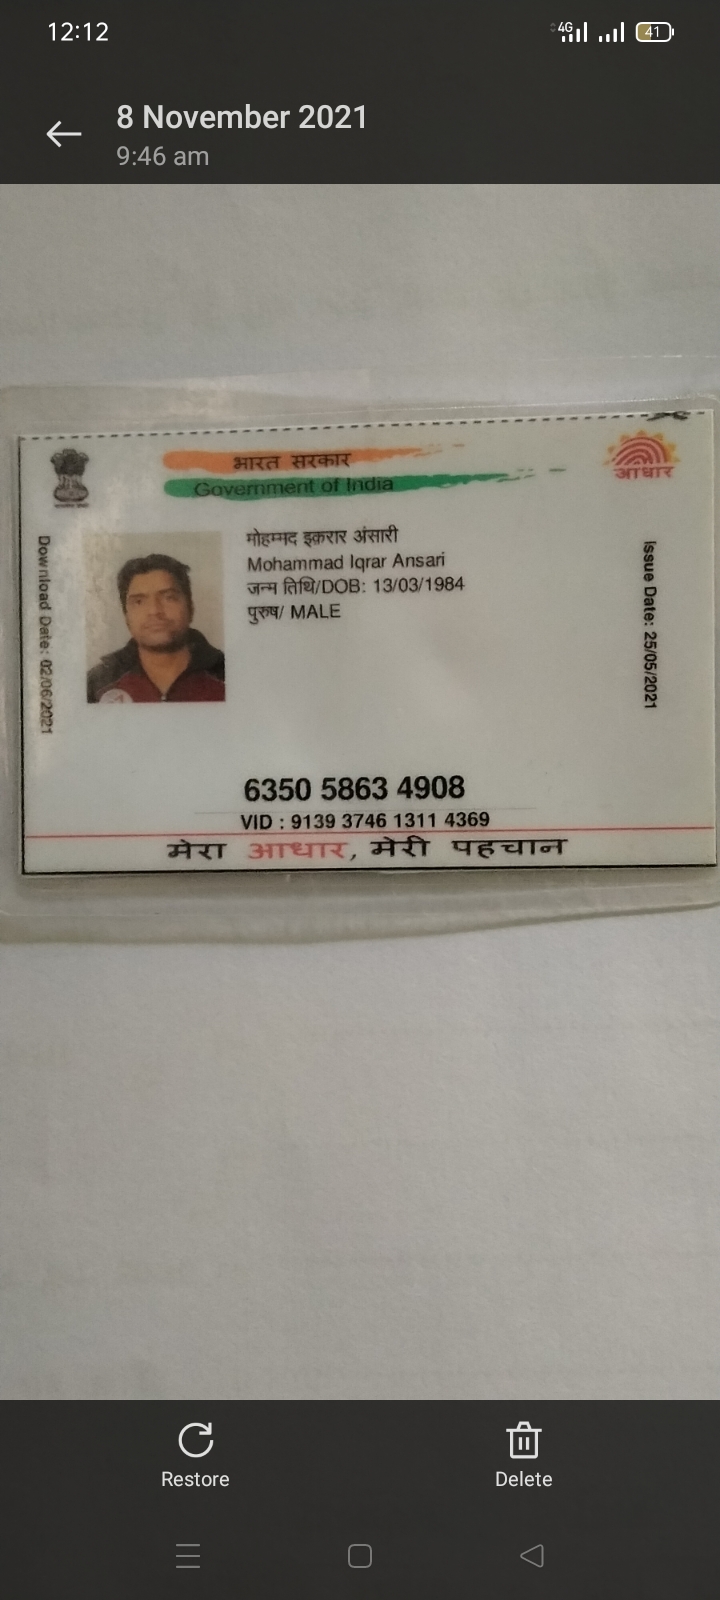 12:12
4G
41
8 November 2021
9:46 am
भारत सरकार
Government of India
आधार
Download Date: 02/06/2021
मोहम्मद इक़रार अंसारी
Mohammad Iqrar Ansari
जन्म तिथि/DOB: 13/03/1984
पुरुष/ MALE
Issue Date: 25/05/2021
6350 5863 4908
VID : 9139 3746 1311 4369
मेरा आधार, मेरी पहचान
Restore
Delete